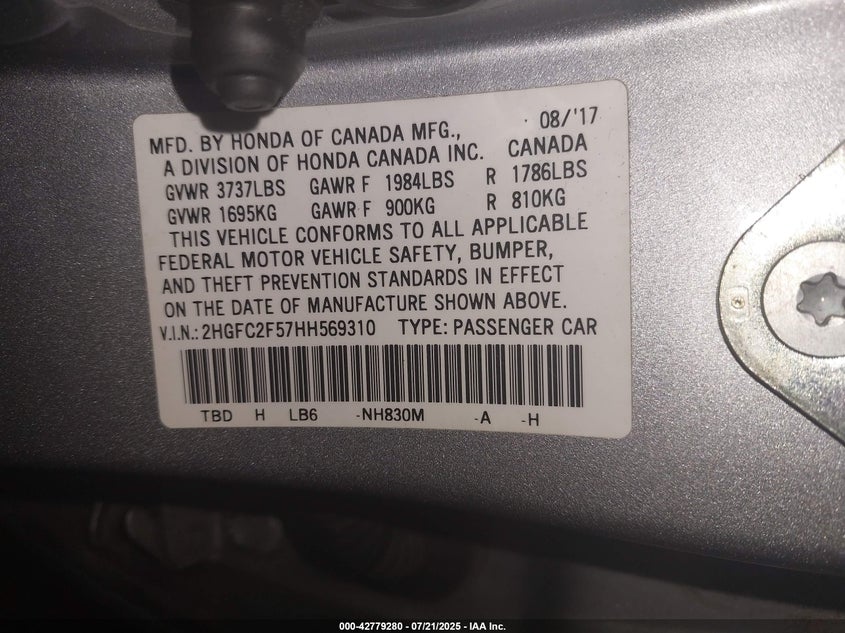 08/'17
MFD. BY HONDA OF CANADA MFG.,
A DIVISION OF HONDA CANADA INC. CANADA
GVWR 3737LBS GAWR F 1984LBS R 1786LBS
GVWR 1695KG GAWR F 900KG R 810KG
THIS VEHICLE CONFORMS TO ALL APPLICABLE
FEDERAL MOTOR VEHICLE SAFETY, BUMPER,
AND THEFT PREVENTION STANDARDS IN EFFECT
ON THE DATE OF MANUFACTURE SHOWN ABOVE.
V.I.N.: 2HGFC2F57HH569310 TYPE: PASSENGER CAR
TBD H LB6 -NH830M -A -H
000-42779280 - 07/21/2025 - IAA Inc.